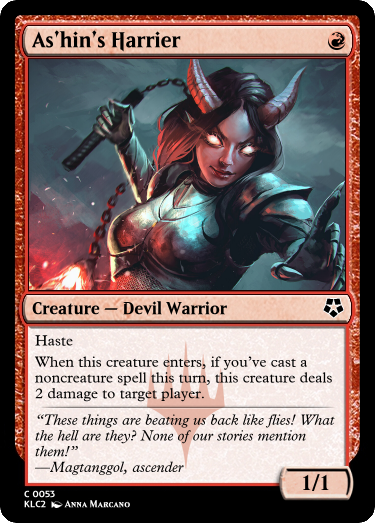 As'hin's Harrier
Creature — Devil Warrior
Haste
When this creature enters, if you've cast a
noncreature spell this turn, this creature deals
2 damage to target player.
"These things are beating us back like flies! What
the hell are they? None of our stories mention
them!"
—Magtanggol, ascender
1/1
C 0053
KLC2 Anna Marcano